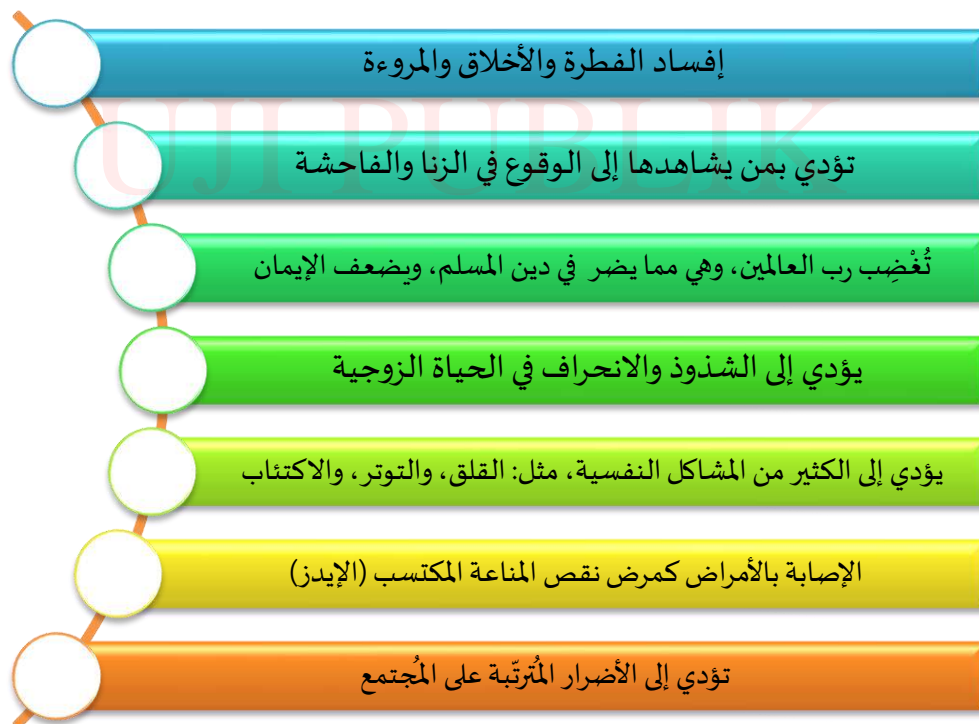 إفساد الفطرة والأخلاق والمروءة
UJI PUBLIK
تؤدي بمن يشاهدها إلى الوقوع في الزنا والفاحشة
تُغْضِب رب العالمين، وهي مما يضر في دين المسلم، ويضعف الإيمان
يؤدي إلى الشذوذ والانحراف في الحياة الزوجية
يؤدي إلى الكثير من المشاكل النفسية، مثل: القلق، والتوتر، والاكتئاب
الإصابة بالأمراض كمرض نقص المناعة المكتسب (الإيدز)
تؤدي إلى الأضرار المُترتّبة على المُجتمع